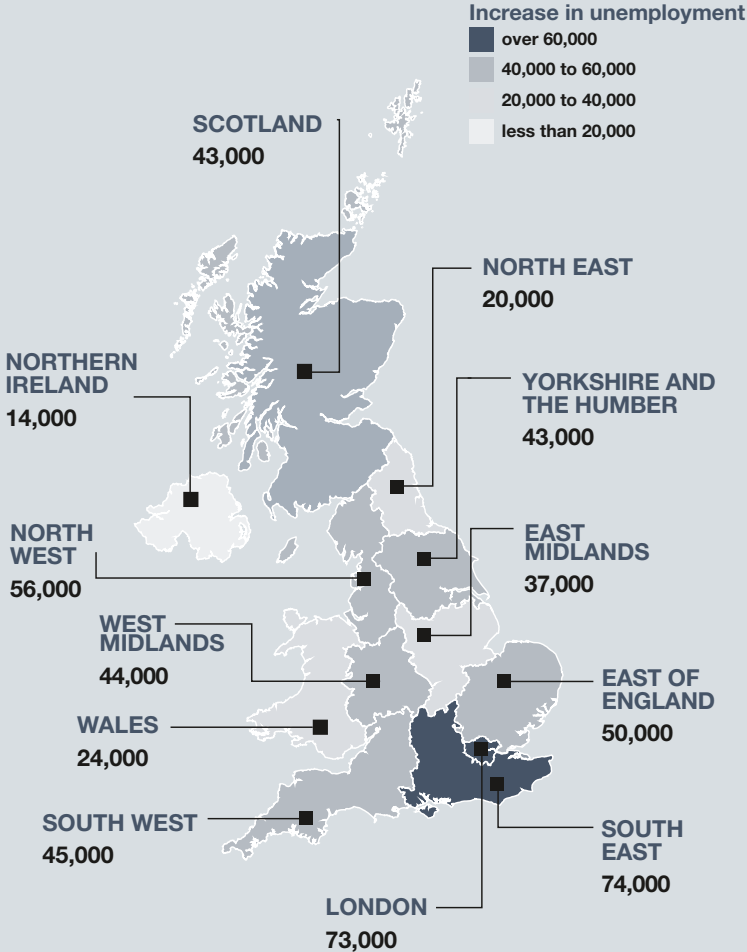 Increase in unemployment
over 60,000
40,000 to 60,000
20,000 to 40,000
less than 20,000
SCOTLAND
43,000
NORTH EAST
20,000
NORTHERN
IRELAND
14,000
YORKSHIRE AND
THE HUMBER
43,000
NORTH
WEST
56,000
EAST
MIDLANDS
37,000
WEST
MIDLANDS
44,000
EAST OF
ENGLAND
50,000
WALES
24,000
SOUTH WEST
45,000
SOUTH
EAST
74,000
LONDON
73,000